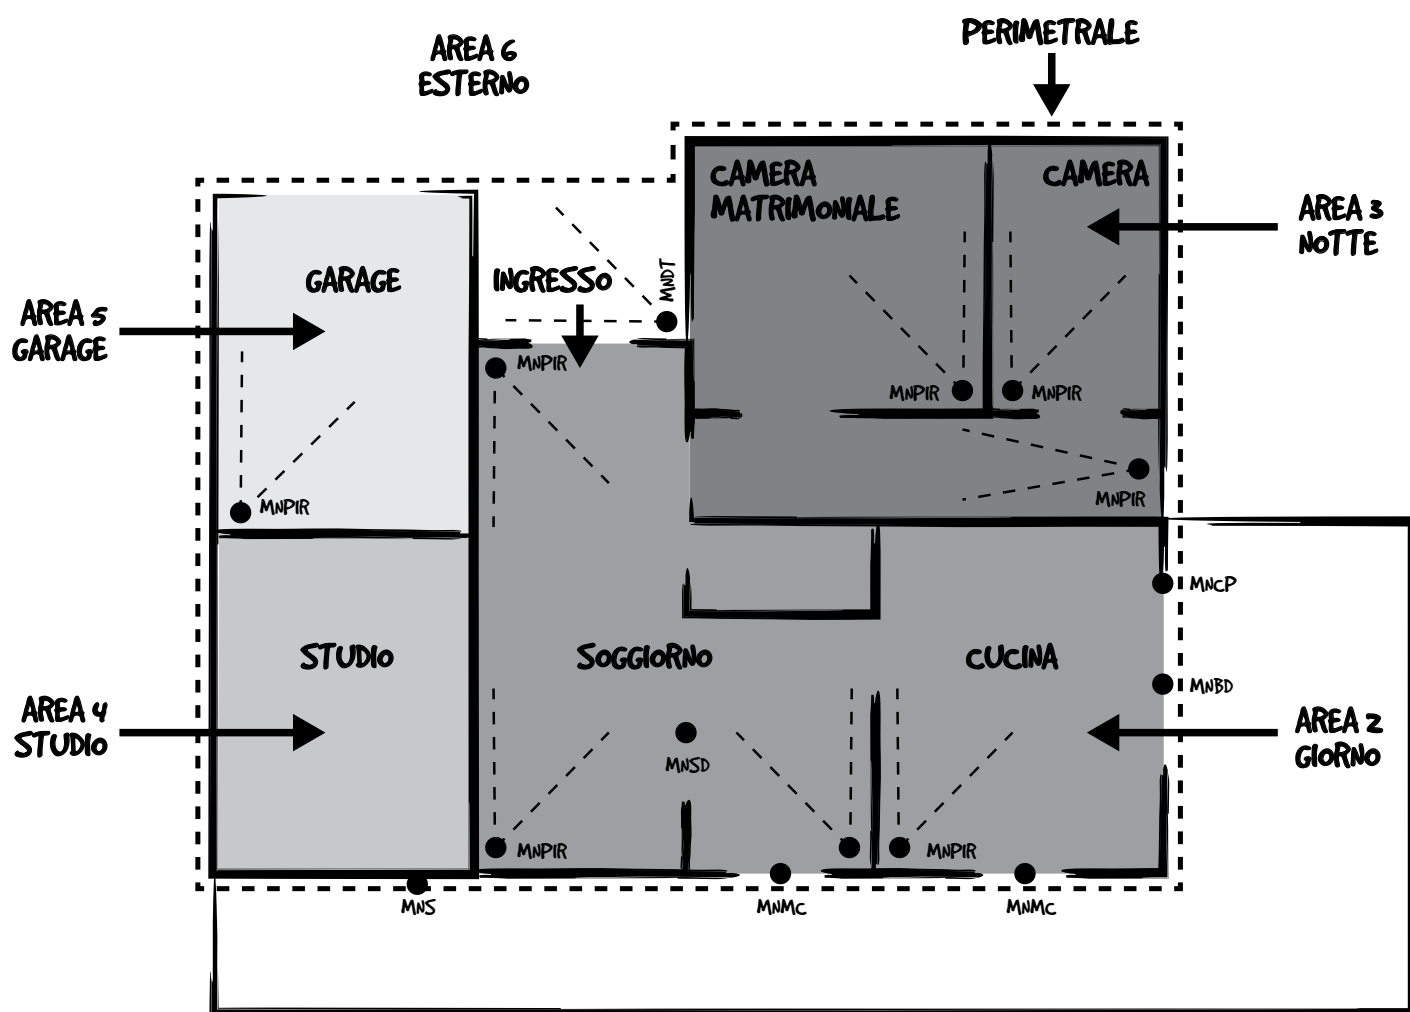 PERIMETRALE
AREA 6
ESTERNO
CAMERA
MATRIMONIALE
CAMERA
AREA 3
NOTTE
GARAGE
INGRESSO
MNDT
AREA 5
GARAGE
MNPIR
MNPIR
MNPIR
MNPIR
MNPIR
MNCP
STUDIO
SOGGIORNO
CUCINA
MNBD
AREA 4
STUDIO
AREA 2
GIORNO
MNSD
MNPIR
MNPIR
MNS
MNMC
MNMC